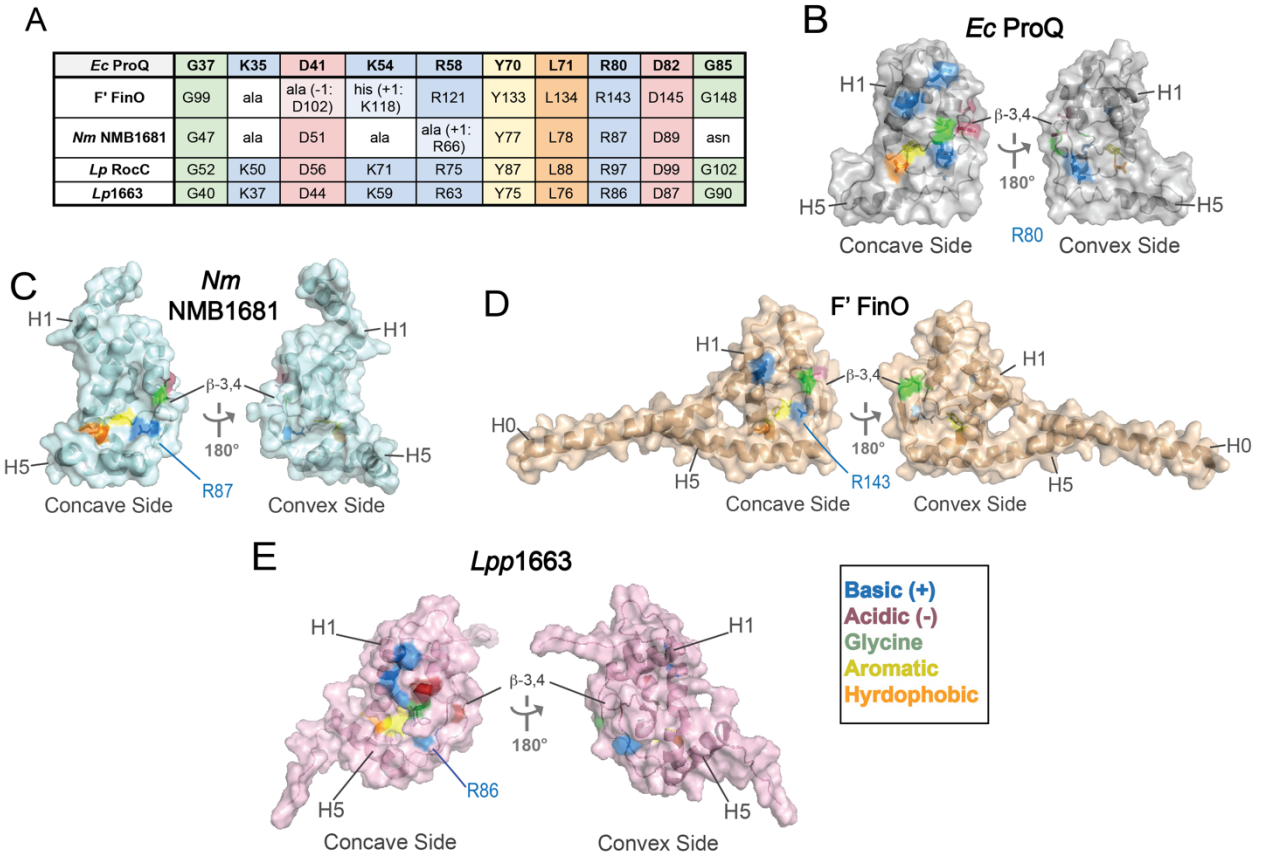 A
Ec ProQ G37 K35 D41 K54 R58 Y70 L71 R80 D82 G85
F' FinO G99 ala ala (-1: D102) his (+1: K118) R121 Y133 L134 R143 D145 G148
Nm NMB1681 G47 ala D51 ala ala (+1: R66) Y77 L78 R87 D89 asn
Lp RocC G52 K50 D56 K71 R75 Y87 L88 R97 D99 G102
Lp1663 G40 K37 D44 K59 R63 Y75 L76 R86 D87 G90
B
Ec ProQ
H1
H1
β-3,4
180°
H5
H5
R80
Concave Side
Convex Side
C
Nm
NMB1681
H1
H1
β-3,4
180°
H5
H5
R87
Concave Side
Convex Side
D
F' FinO
H1
H1
β-3,4
180°
H0
H0
H5
H5
R143
Concave Side
Convex Side
E
Lpp1663
H1
H1
β-3,4
180°
R86
H5
H5
Concave Side
Convex Side
Basic (+)
Acidic (-)
Glycine
Aromatic
Hyrdophobic